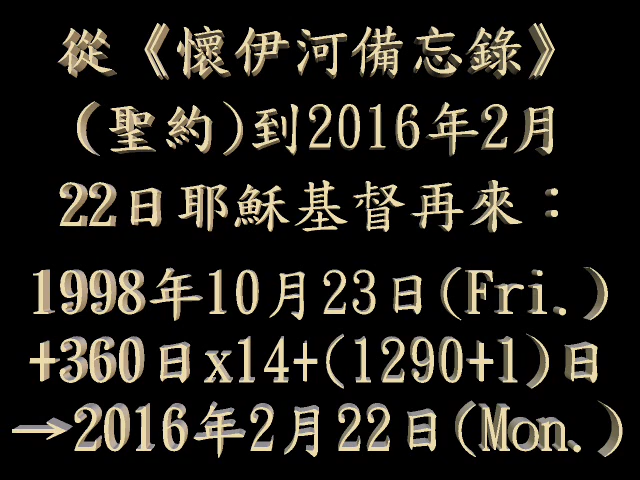 從《懷伊河備忘錄》
(聖約)到2016年2月
22日耶穌基督再來：
1998年10月23日(Fri.)
+360日x14+(1290+1)日
→2016年2月22日(Mon.)